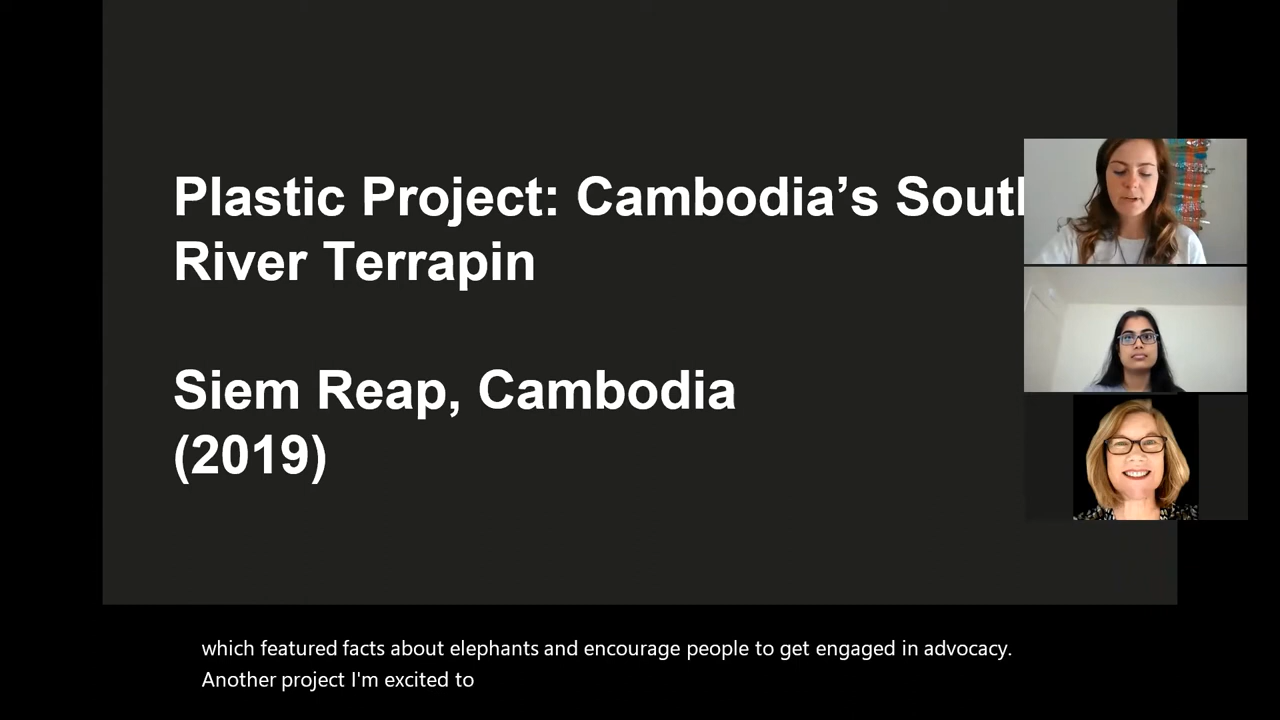 Plastic Project: Cambodia’s
River Terrapin
Siem Reap, Cambodia
(2019)
which featured facts about elephants and encourage people to get engaged in advocacy.
Another project I'm excited to